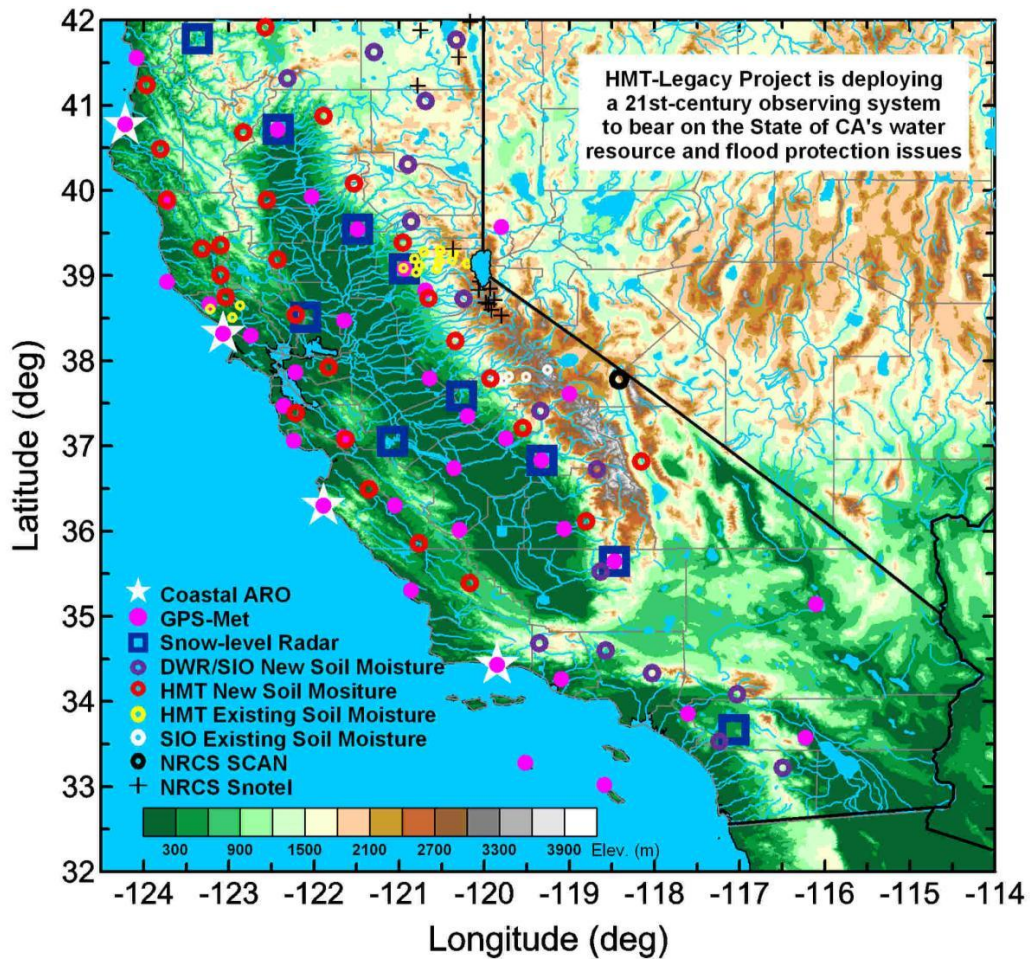 42
41
40
39
38
37
36
35
34
33
32
Latitude (deg)
HMT-Legacy Project is deploying
a 21st-century observing system
to bear on the State of CA's water
resource and flood protection issues
Coastal ARO
GPS-Met
Snow-level Radar
DWR/SIO New Soil Moisture
HMT New Soil Mositure
HMT Existing Soil Moisture
SIO Existing Soil Moisture
NRCS SCAN
NRCS Snotel
300 900 1500 2100 2700 3300 3900 Elev. (m)
-124 -123 -122 -121 -120 -119 -118 -117 -116 -115 -114
Longitude (deg)